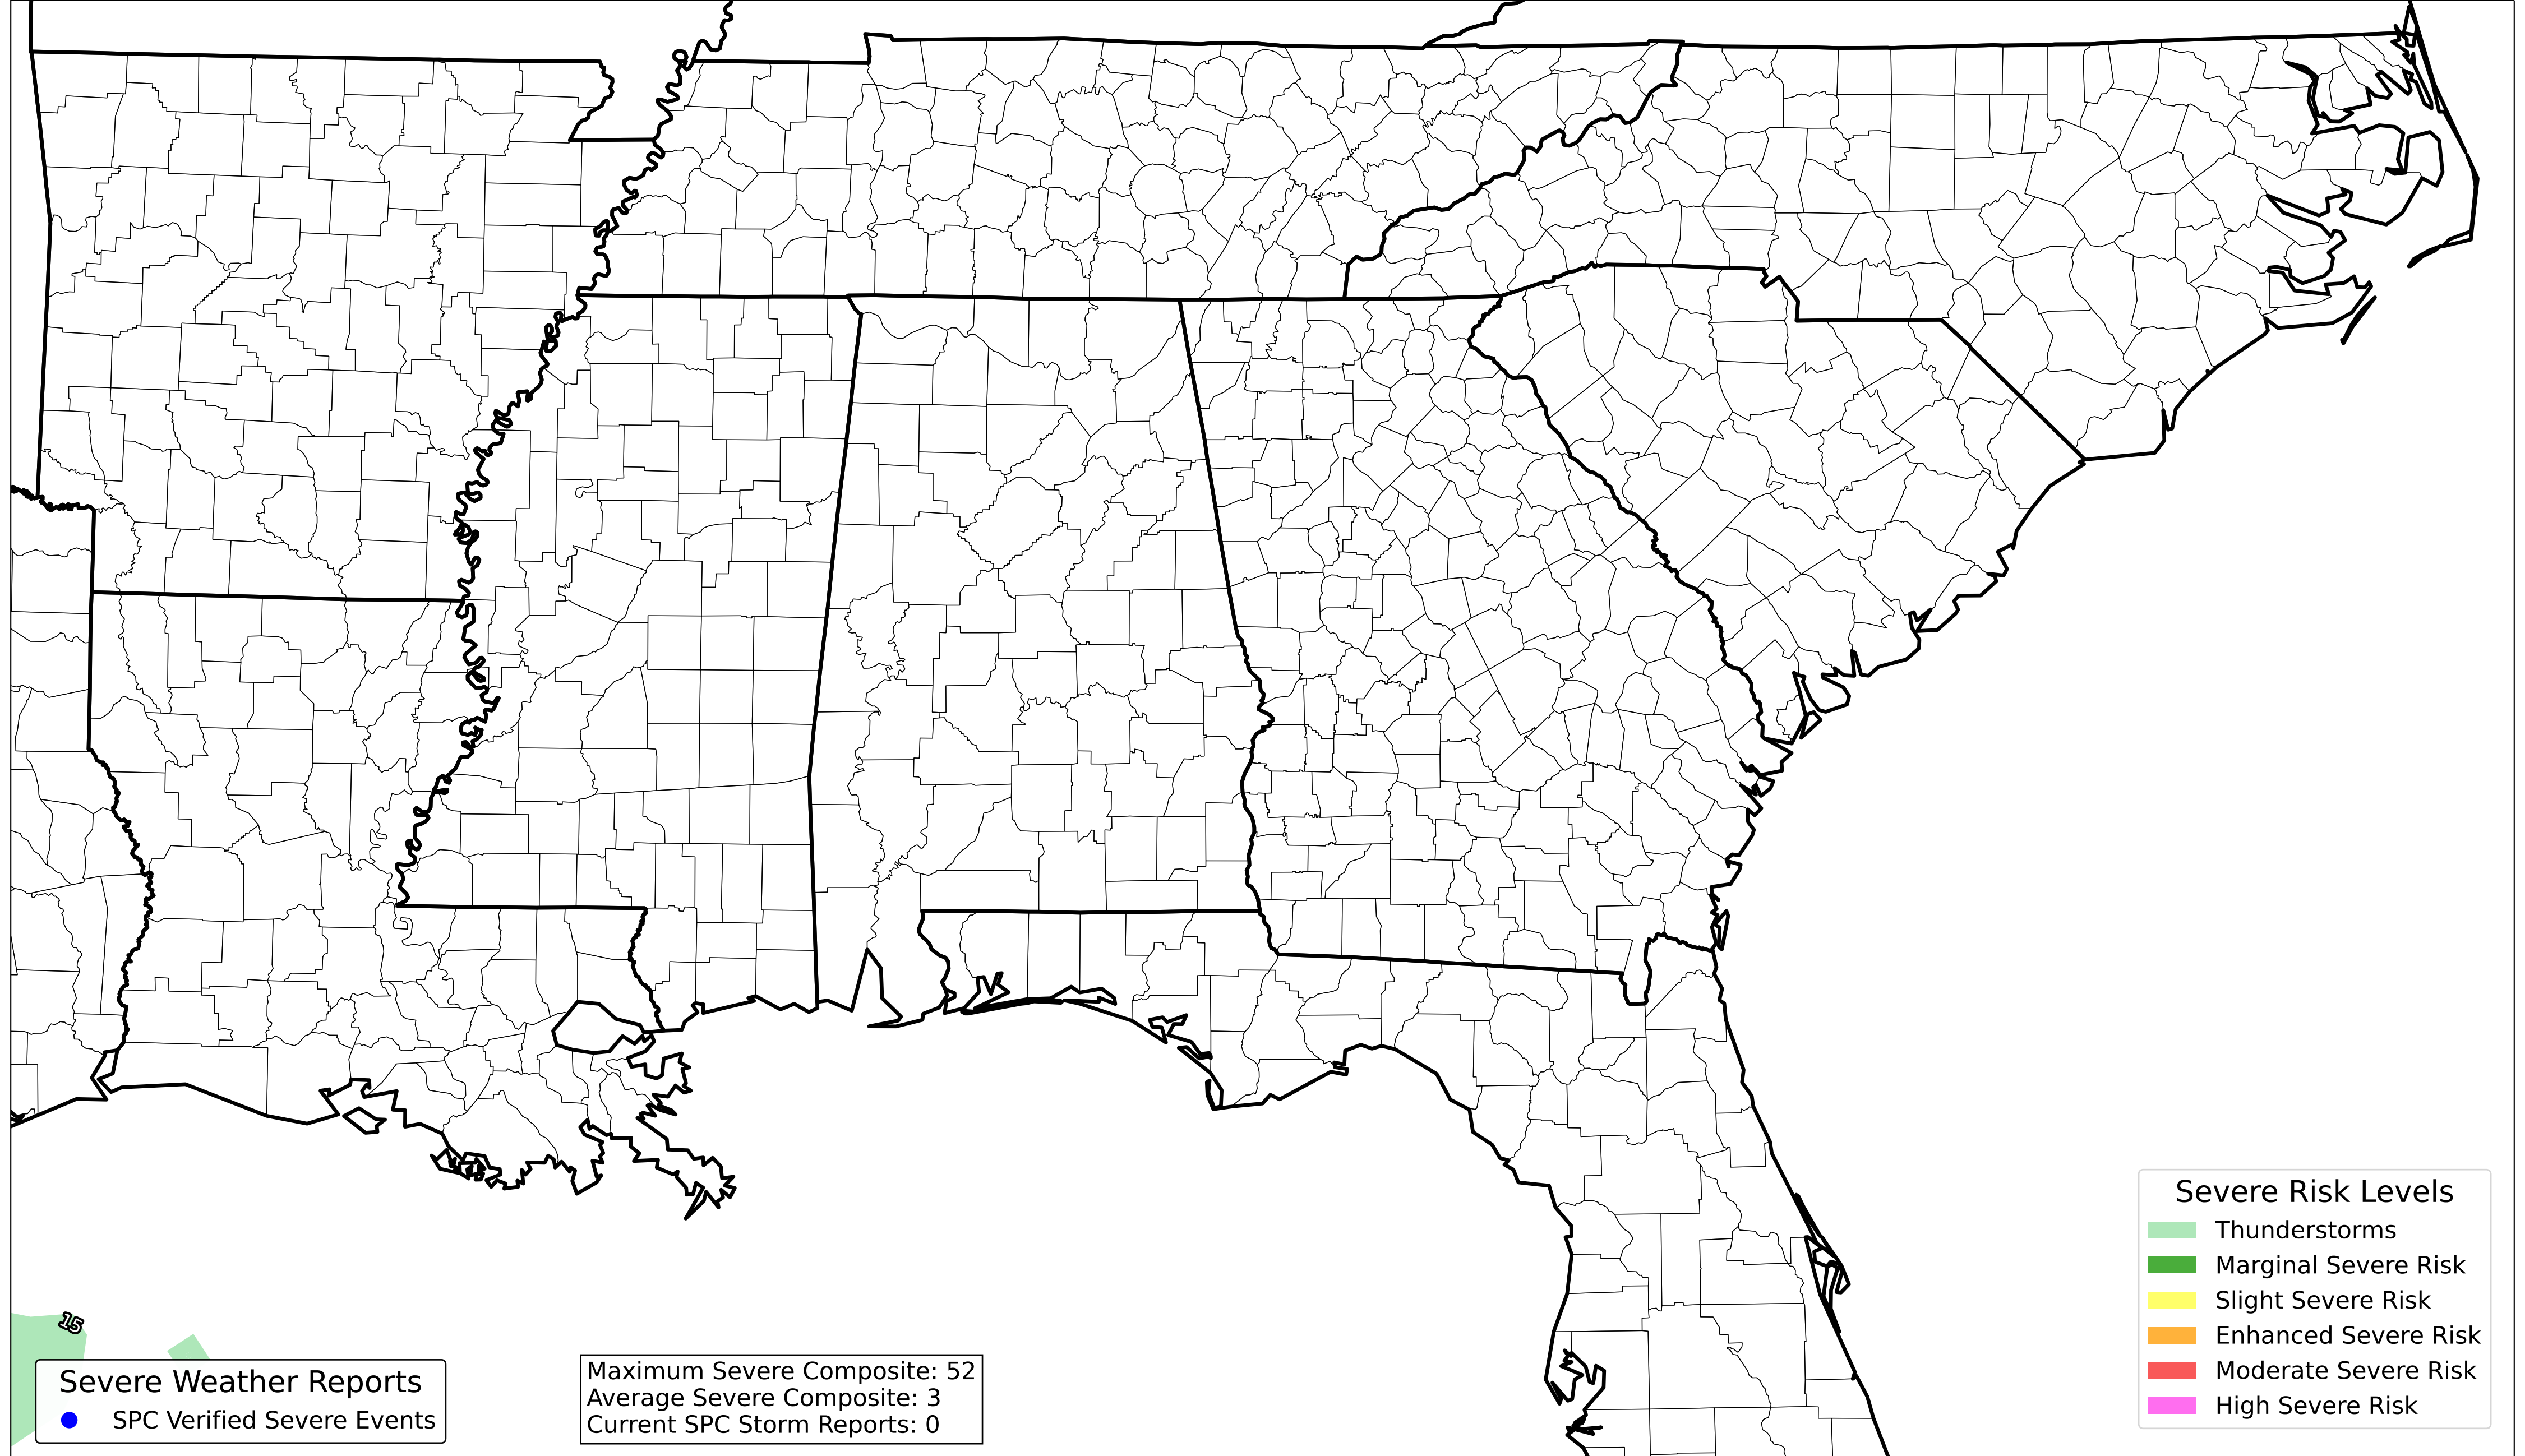 15
Severe Weather Reports
SPC Verified Severe Events
Maximum Severe Composite: 52
Average Severe Composite: 3
Current SPC Storm Reports: 0
Severe Risk Levels
Thunderstorms
Marginal Severe Risk
Slight Severe Risk
Enhanced Severe Risk
Moderate Severe Risk
High Severe Risk